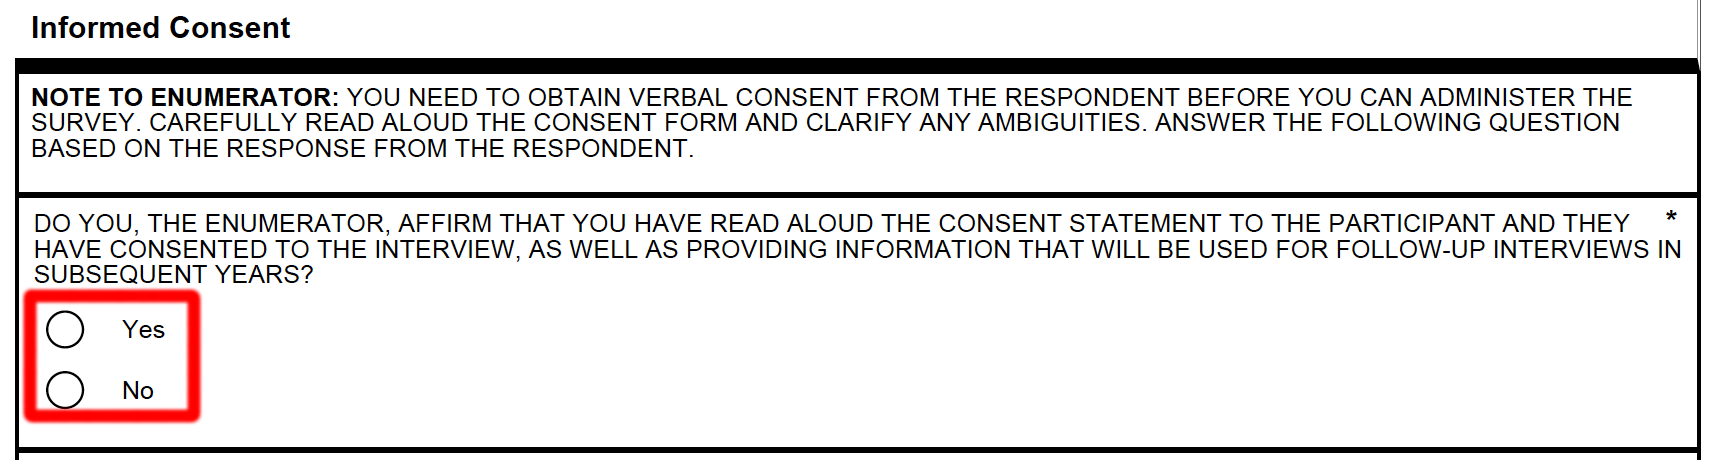 Informed Consent
NOTE TO ENUMERATOR: YOU NEED TO OBTAIN VERBAL CONSENT FROM THE RESPONDENT BEFORE YOU CAN ADMINISTER THE
SURVEY. CAREFULLY READ ALOUD THE CONSENT FORM AND CLARIFY ANY AMBIGUITIES. ANSWER THE FOLLOWING QUESTION
BASED ON THE RESPONSE FROM THE RESPONDENT.
DO YOU, THE ENUMERATOR, AFFIRM THAT YOU HAVE READ ALOUD THE CONSENT STATEMENT TO THE PARTICIPANT AND THEY *
HAVE CONSENTED TO THE INTERVIEW, AS WELL AS PROVIDING INFORMATION THAT WILL BE USED FOR FOLLOW-UP INTERVIEWS IN
SUBSEQUENT YEARS?
Yes
No